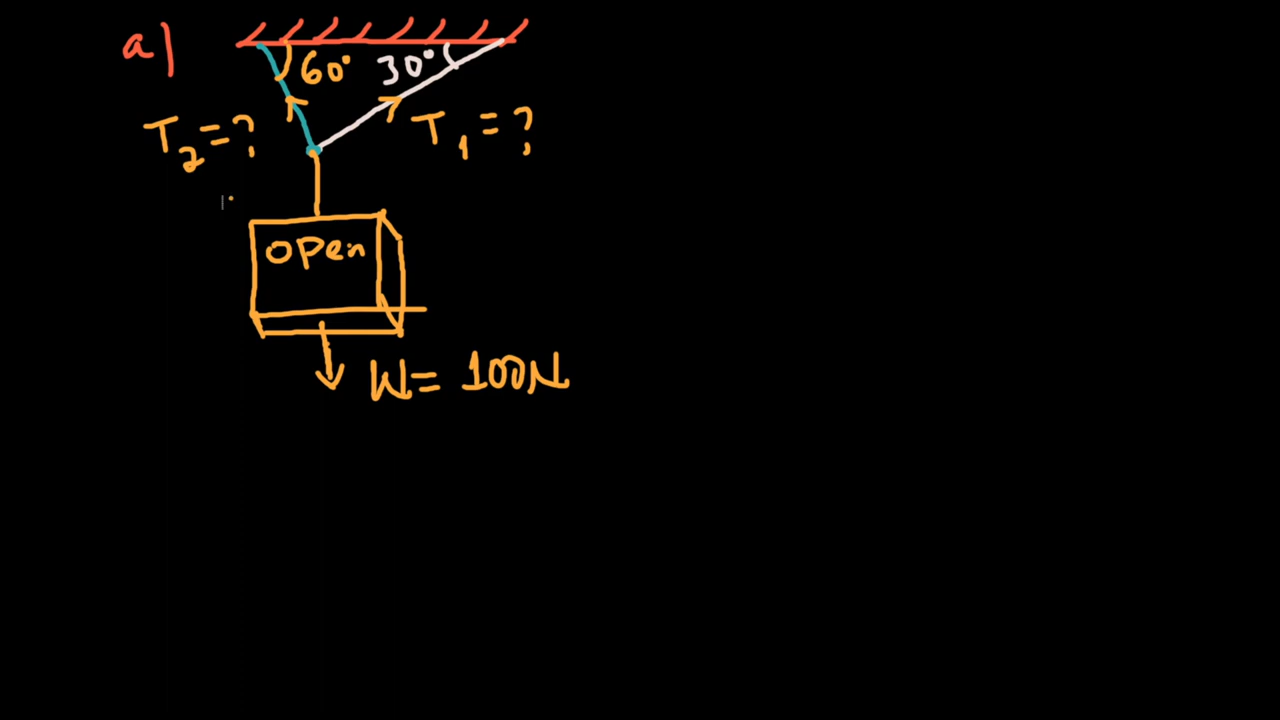 a)
60° 30°
T₂=? T₁=?
open
W= 100N